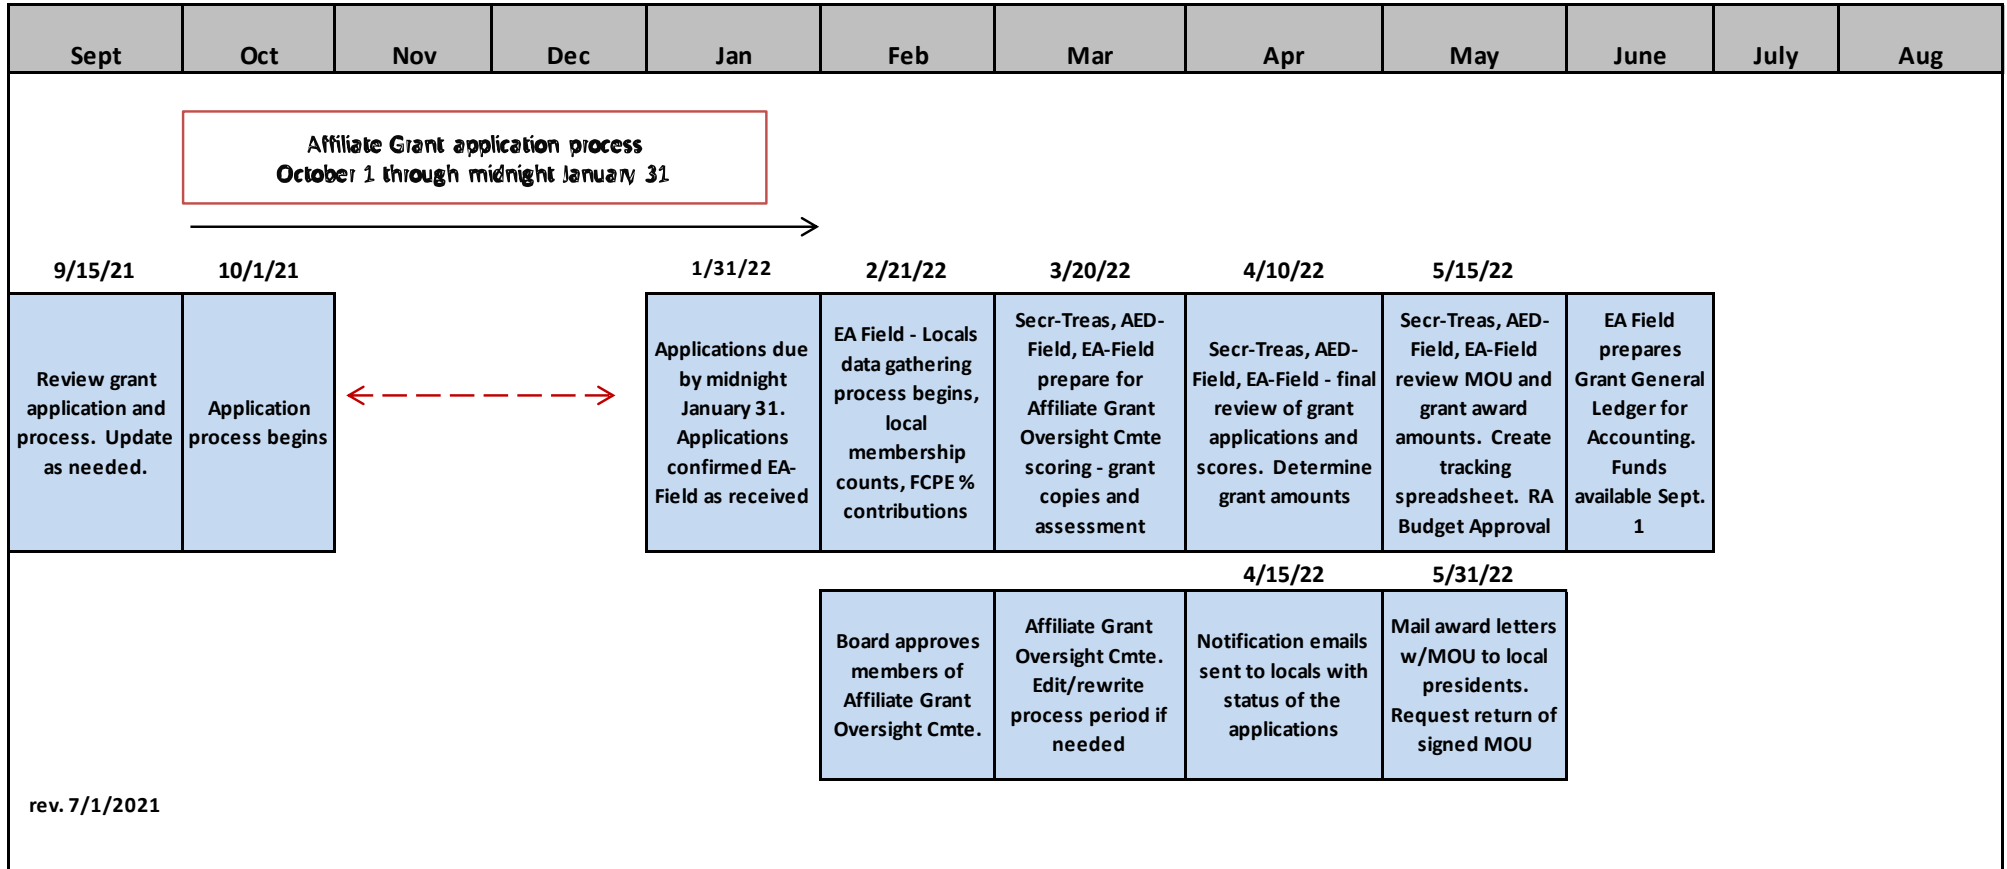 Sept Oct Nov Dec Jan Feb Mar Apr May June July Aug
Affiliate Grant application process
October 1 through midnight January 31
9/15/21 10/1/21 1/31/22 2/21/22 3/20/22 4/10/22 5/15/22
Review grant
application and
process.  Update
as needed.
Application
process begins
Applications due
by midnight
January 31.
Applications
confirmed EA-
Field as received
EA Field - Locals
data gathering
process begins,
local
membership
counts, FCPE %
contributions
Secr-Treas, AED-
Field, EA-Field
prepare for
Affiliate Grant
Oversight Cmte
scoring - grant
copies and
assessment
Secr-Treas, AED-
Field, EA-Field - final
review of grant
applications and
scores.  Determine
grant amounts
Secr-Treas, AED-
Field, EA-Field
review MOU and
grant award
amounts.  Create
tracking
spreadsheet.  RA
Budget Approval
EA Field
prepares
Grant General
Ledger for
Accounting.
Funds
available Sept.
1
4/15/22 5/31/22
Board approves
members of
Affiliate Grant
Oversight Cmte.
Affiliate Grant
Oversight Cmte.
Edit/rewrite
process period if
needed
Notification emails
sent to locals with
status of the
applications
Mail award letters
w/MOU to local
presidents.
Request return of
signed MOU
rev. 7/1/2021